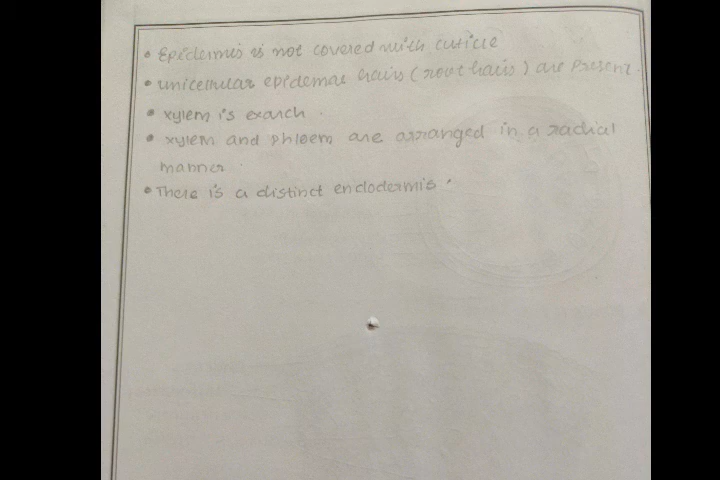 • Epidermis is not covered with cuticle
• unicellular epidemal hairs (root hairs) are present.
• xylem is exarch.
• xylem and phloem are arranged in a radial
manner.
• There is a distinct endodermis.